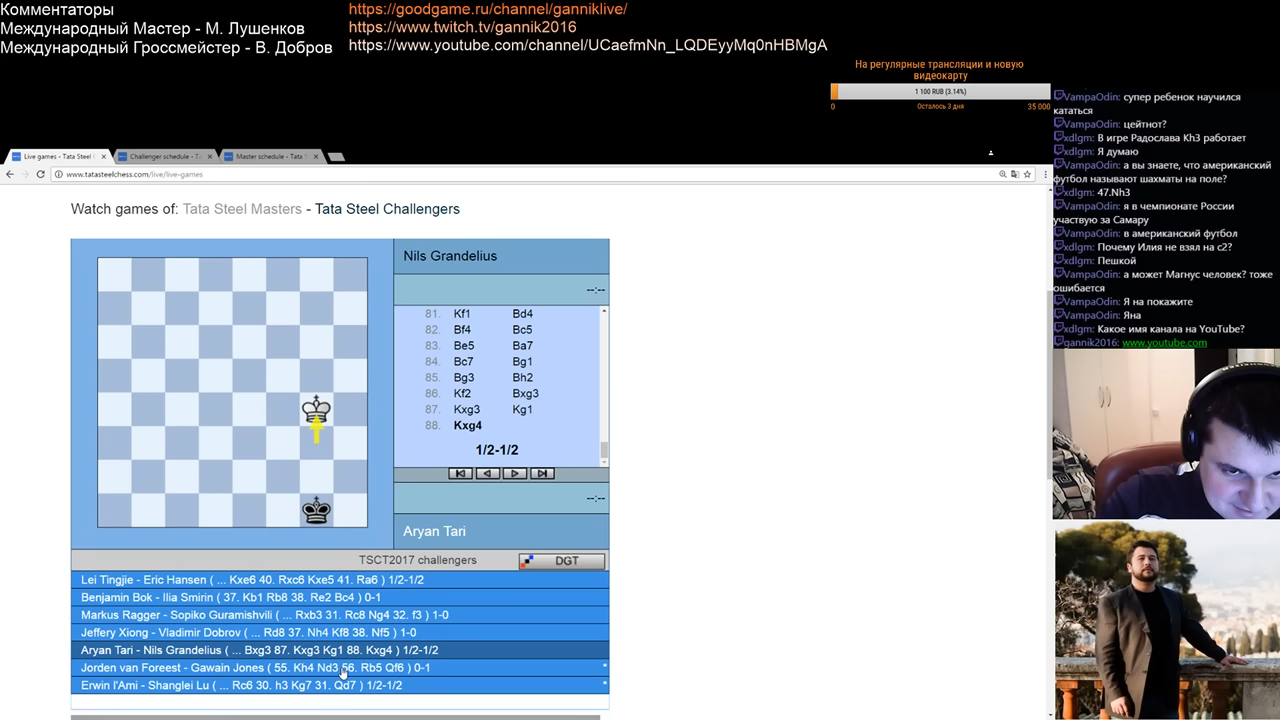 Комментаторы
Международный Мастер - М. Лушенков
Международный Гроссмейстер - В. Добров
https://goodgame.ru/channel/ganniklive/
https://www.twitch.tv/gannik2016
https://www.youtube.com/channel/UCaefmNn_LQDEyyMq0nHBMgA
На регулярные трансляции и новую
видеокарту
1 100 RUB (3.14%)
0 Осталось 3 дня 35 000
Live games - Tata Steel
Challenger schedule - Ta
Master schedule - Tata S
www.tatasteelchess.com/live/live-games
Watch games of: Tata Steel Masters - Tata Steel Challengers
Nils Grandelius
--:--
81. Kf1 Bd4
82. Bf4 Bc5
83. Be5 Ba7
84. Bc7 Bg1
85. Bg3 Bh2
86. Kf2 Bxg3
87. Kxg3 Kg1
88. Kxg4
1/2-1/2
--:--
Aryan Tari
TSCT2017 challengers
DGT
Lei Tingjie - Eric Hansen ( ... Kxe6 40. Rxc6 Kxe5 41. Ra6 ) 1/2-1/2
Benjamin Bok - Ilia Smirin ( 37. Kb1 Rb8 38. Re2 Bc4 ) 0-1
Markus Ragger - Sopiko Guramishvili ( ... Rxb3 31. Rc8 Ng4 32. f3 ) 1-0
Jeffery Xiong - Vladimir Dobrov ( ... Rd8 37. Nh4 Kf8 38. Nf5 ) 1-0
Aryan Tari - Nils Grandelius ( ... Bxg3 87. Kxg3 Kg1 88. Kxg4 ) 1/2-1/2
Jorden van Foreest - Gawain Jones ( 55. Kh4 Nd3 56. Rb5 Qf6 ) 0-1 *
Erwin l'Ami - Shanglei Lu ( ... Rc6 30. h3 Kg7 31. Qd7 ) 1/2-1/2 *
VampaOdin: супер ребенок научился
кататься
VampaOdin: цейтнот?
xdlgm: В игре Радослава Kh3 работает
xdlgm: Я думаю
VampaOdin: а вы знаете, что американский
футбол называют шахматы на поле?
xdlgm: 47.Nh3
VampaOdin: я в чемпионате России
участвую за Самару
VampaOdin: в американский футбол
xdlgm: Почему Илия не взял на c2?
xdlgm: Пешкой
VampaOdin: а может Магнус человек? тоже
ошибается
VampaOdin: Я на покажите
VampaOdin: Яна
xdlgm: Какое имя канала на YouTube?
gannik2016: www.youtube.com